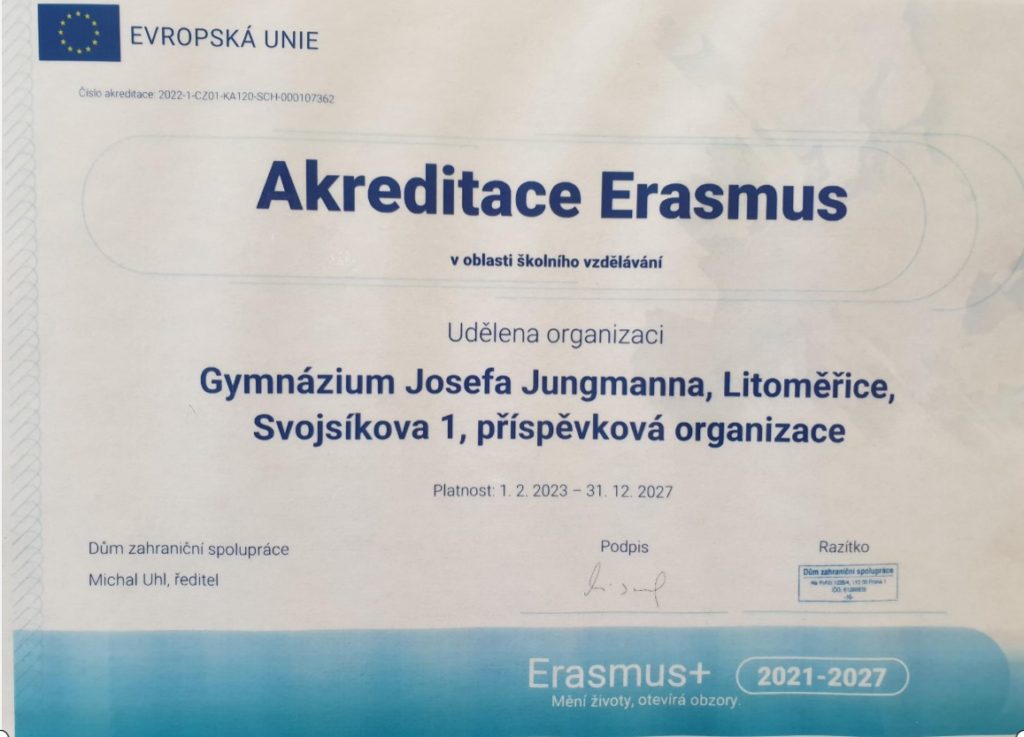 EVROPSKÁ UNIE
Číslo akreditace: 2022-1-CZ01-KA120-SCH-000107362
Akreditace Erasmus
v oblasti školního vzdělávání
Udělena organizaci
Gymnázium Josefa Jungmanna, Litoměřice,
Svojsíkova 1, příspěvková organizace
Platnost: 1. 2. 2023 – 31. 12. 2027
Dům zahraniční spolupráce
Michal Uhl, ředitel
Podpis
Razítko
Dům zahraniční spolupráce
Erasmus+ 2021-2027
Mění životy, otevírá obzory.